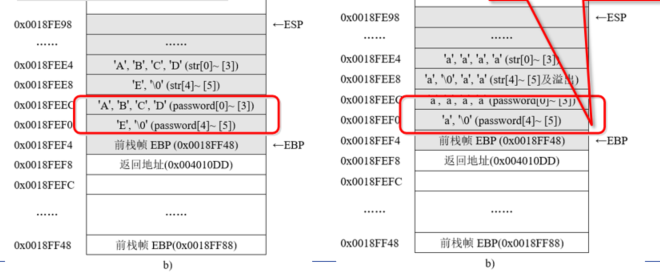 0x0018FE98
←ESP
……
……
0x0018FEE4
'A', 'B', 'C', 'D' (str[0]~ [3])
0x0018FEE8
'E', '\0' (str[4]~ [5])
0x0018FEEC
'A', 'B', 'C', 'D' (password[0]~ [3])
0x0018FEF0
'E', '\0' (password[4]~ [5])
0x0018FEF4
前栈帧 EBP (0x0018FF48)
←EBP
0x0018FEF8
返回地址(0x004010DD)
0x0018FEFC
……
……
0x0018FF48
前栈帧 EBP(0x0018FF88)
b)
0x0018FE98
←ESP
……
……
0x0018FEE4
'a', 'a', 'a', 'a' (str[0]~ [3])
0x0018FEE8
'a', '\0', 'a', 'a' (str[4]~ [5]及溢出)
0x0018FEEC
'a', 'a', 'a', 'a' (password[0]~ [3])
0x0018FEF0
'a', '\0' (password[4]~ [5])
0x0018FEF4
前栈帧 EBP (0x0018FF48)
←EBP
0x0018FEF8
返回地址(0x004010DD)
0x0018FEFC
……
……
0x0018FF48
前栈帧 EBP(0x0018FF88)
b)